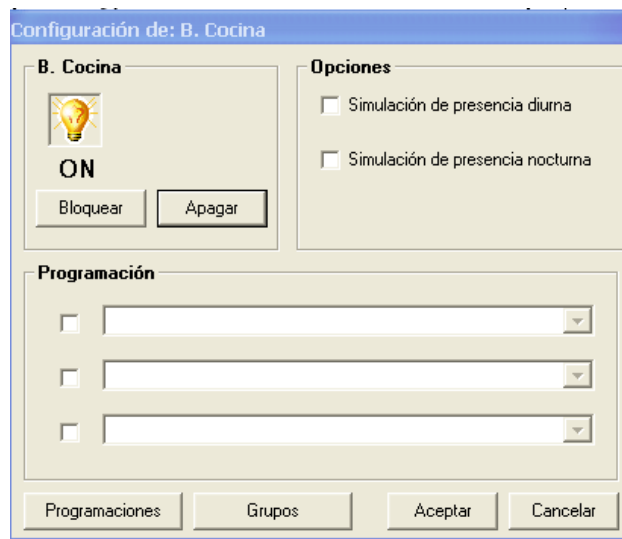 Configuración de: B. Cocina
B. Cocina
Opciones
Simulación de presencia diurna
Simulación de presencia nocturna
ON
Bloquear
Apagar
Programación
Programaciones
Grupos
Aceptar
Cancelar